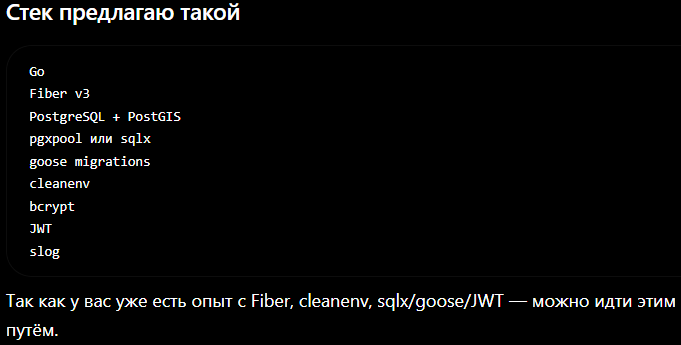 Стек предлагаю такой
Go
Fiber v3
PostgreSQL + PostGIS
pgxpool или sqlx
goose migrations
cleanenv
bcrypt
JWT
slog
Так как у вас уже есть опыт с Fiber, cleanenv, sqlx/goose/JWT — можно идти этим
путём.